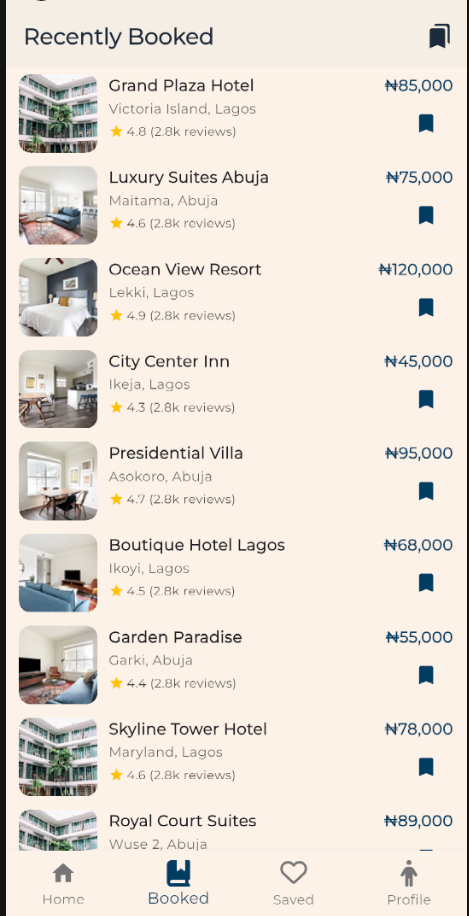 Recently Booked
Grand Plaza Hotel ₦85,000
Victoria Island, Lagos
4.8 (2.8k reviews)
Luxury Suites Abuja ₦75,000
Maitama, Abuja
4.6 (2.8k reviews)
Ocean View Resort ₦120,000
Lekki, Lagos
4.9 (2.8k reviews)
City Center Inn ₦45,000
Ikeja, Lagos
4.3 (2.8k reviews)
Presidential Villa ₦95,000
Asokoro, Abuja
4.7 (2.8k reviews)
Boutique Hotel Lagos ₦68,000
Ikoyi, Lagos
4.5 (2.8k reviews)
Garden Paradise ₦55,000
Garki, Abuja
4.4 (2.8k reviews)
Skyline Tower Hotel ₦78,000
Maryland, Lagos
4.6 (2.8k reviews)
Royal Court Suites ₦89,000
Wuse 2, Abuja
Home Booked Saved Profile